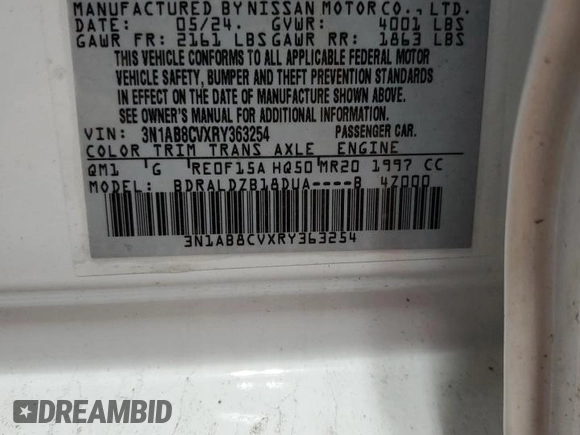 MANUFACTURED BY NISSAN MOTOR CO., LTD.
DATE: 05/24. GVWR: 4001 LBS
GAWR FR: 2161 LBS GAWR RR: 1863 LBS
THIS VEHICLE CONFORMS TO ALL APPLICABLE FEDERAL MOTOR
VEHICLE SAFETY, BUMPER AND THEFT PREVENTION STANDARDS
IN EFFECT ON THE DATE OF MANUFACTURE SHOWN ABOVE.
SEE OWNER'S MANUAL FOR ADDITIONAL INFORMATION.
VIN: 3N1AB8CVXRY363254 PASSENGER CAR.
COLOR TRIM TRANS AXLE ENGINE
QM1 G RE0F15A HQ50 MR20 1997 CC
MODEL: BDRALDZB18DUA----B 4Z000
3N1AB8CVXRY363254
DREAMBID